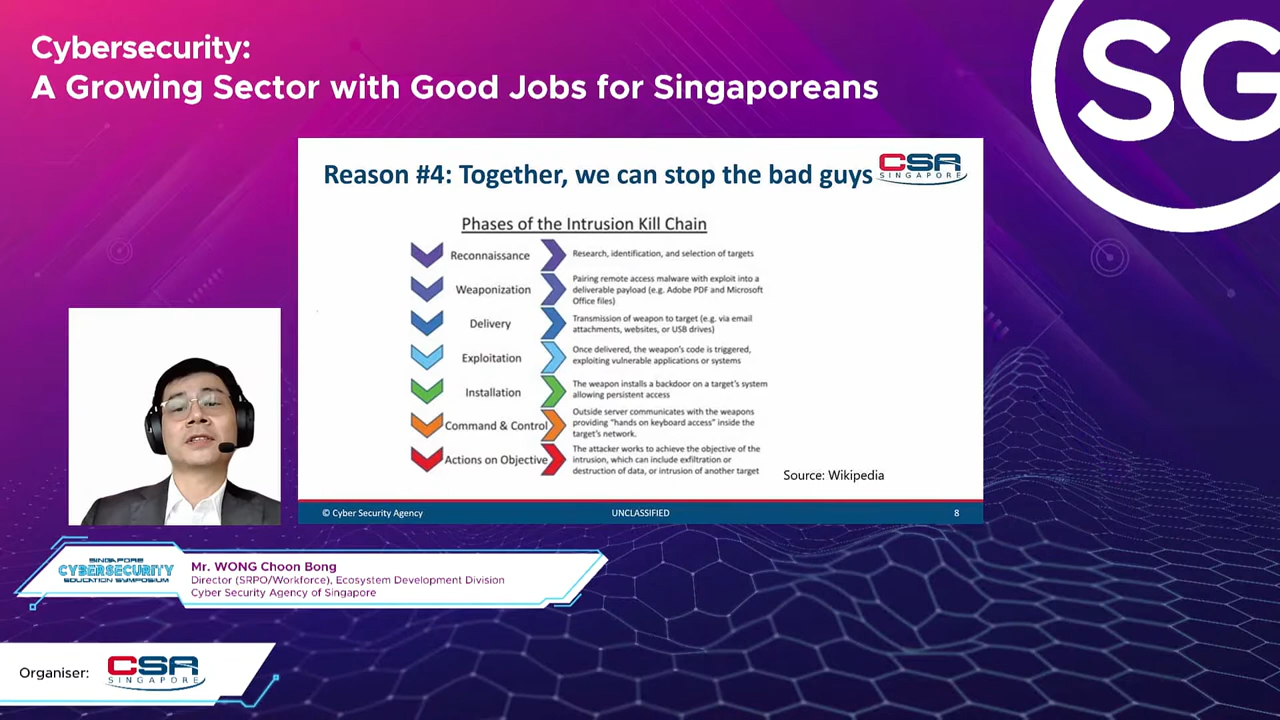 Cybersecurity:
A Growing Sector with Good Jobs for Singaporeans
SG
Reason #4: Together, we can stop the bad guys
CSA
SINGAPORE
Phases of the Intrusion Kill Chain
Reconnaissance
Research, identification, and selection of targets
Weaponization
Pairing remote access malware with exploit into a
deliverable payload (e.g. Adobe PDF and Microsoft
Office files)
Delivery
Transmission of weapon to target (e.g. via email
attachments, websites, or USB drives)
Exploitation
Once delivered, the weapon's code is triggered,
exploiting vulnerable applications or systems
Installation
The weapon installs a backdoor on a target's system
allowing persistent access
Command & Control
Outside server communicates with the weapons
providing "hands on keyboard access" inside the
target's network.
Actions on Objective
The attacker works to achieve the objective of the
intrusion, which can include exfiltration or
destruction of data, or intrusion of another target
Source: Wikipedia
© Cyber Security Agency
UNCLASSIFIED
8
SINGAPORE
CYBERSECURITY
EDUCATION SYMPOSIUM
Mr. WONG Choon Bong
Director (SRPO/Workforce), Ecosystem Development Division
Cyber Security Agency of Singapore
Organiser:
CSA
SINGAPORE